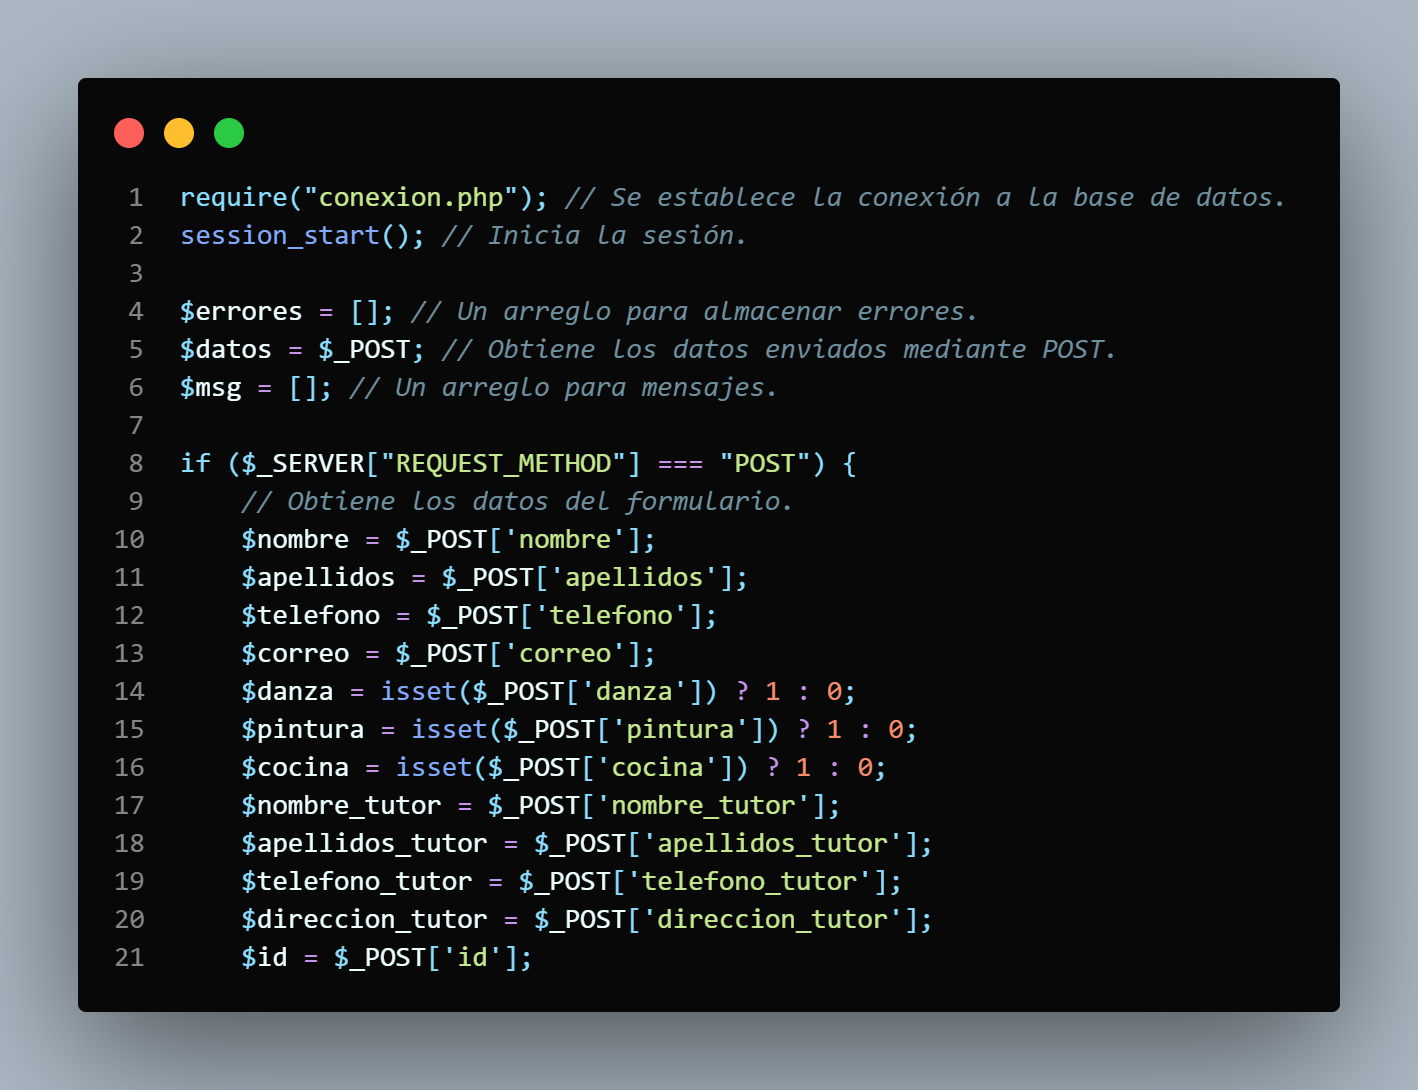 1 require("conexion.php"); // Se establece la conexión a la base de datos.
2 session_start(); // Inicia la sesión.
3
4 $errores = []; // Un arreglo para almacenar errores.
5 $datos = $_POST; // Obtiene los datos enviados mediante POST.
6 $msg = []; // Un arreglo para mensajes.
7
8 if ($_SERVER["REQUEST_METHOD"] === "POST") {
9     // Obtiene los datos del formulario.
10     $nombre = $_POST['nombre'];
11     $apellidos = $_POST['apellidos'];
12     $telefono = $_POST['telefono'];
13     $correo = $_POST['correo'];
14     $danza = isset($_POST['danza']) ? 1 : 0;
15     $pintura = isset($_POST['pintura']) ? 1 : 0;
16     $cocina = isset($_POST['cocina']) ? 1 : 0;
17     $nombre_tutor = $_POST['nombre_tutor'];
18     $apellidos_tutor = $_POST['apellidos_tutor'];
19     $telefono_tutor = $_POST['telefono_tutor'];
20     $direccion_tutor = $_POST['direccion_tutor'];
21     $id = $_POST['id'];